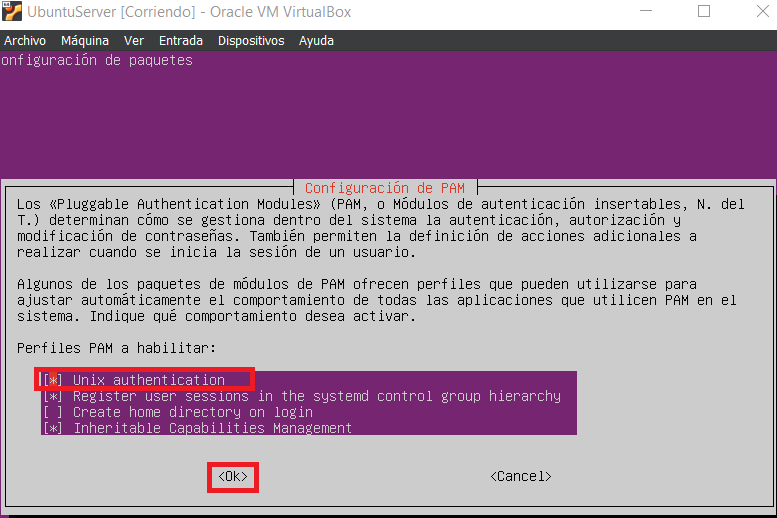 UbuntuServer [Corriendo] - Oracle VM VirtualBox
Archivo Máquina Ver Entrada Dispositivos Ayuda
onfiguración de paquetes
Configuración de PAM
Los «Pluggable Authentication Modules» (PAM, o Módulos de autenticación insertables, N. del
T.) determinan cómo se gestiona dentro del sistema la autenticación, autorización y
modificación de contraseñas. También permiten la definición de acciones adicionales a
realizar cuando se inicia la sesión de un usuario.
Algunos de los paquetes de módulos de PAM ofrecen perfiles que pueden utilizarse para
ajustar automáticamente el comportamiento de todas las aplicaciones que utilicen PAM en el
sistema. Indique qué comportamiento desea activar.
Perfiles PAM a habilitar:
[*] Unix authentication
[*] Register user sessions in the systemd control group hierarchy
[ ] Create home directory on login
[*] Inheritable Capabilities Management
<Ok> <Cancel>